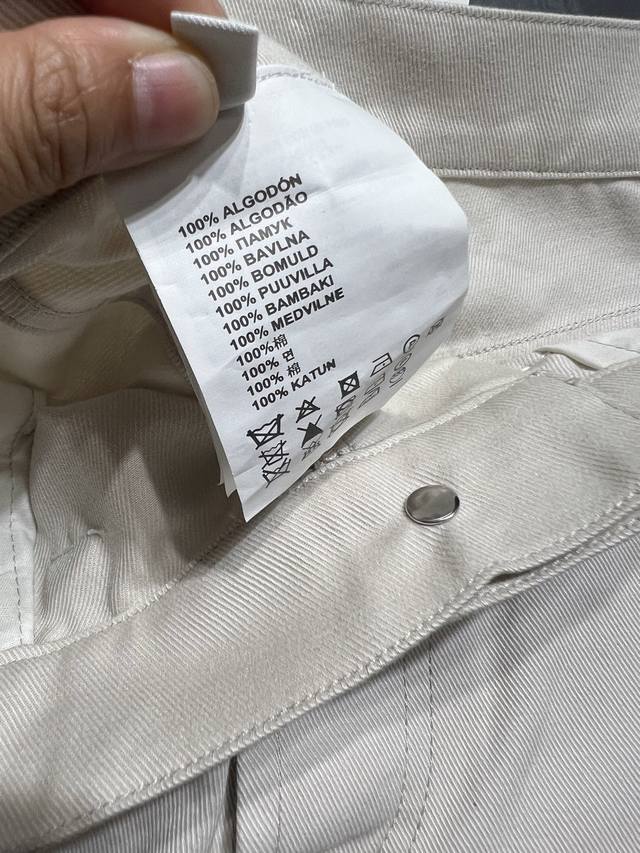 100% ALGODÓN
100% ALGODÃO
100% ПАМУК
100% BAVLNA
100% BOMULD
100% PUUVILLA
100% BAMBAKI
100% MEDVILNE
100%棉
100% 면
100% 棉
100% KATUN